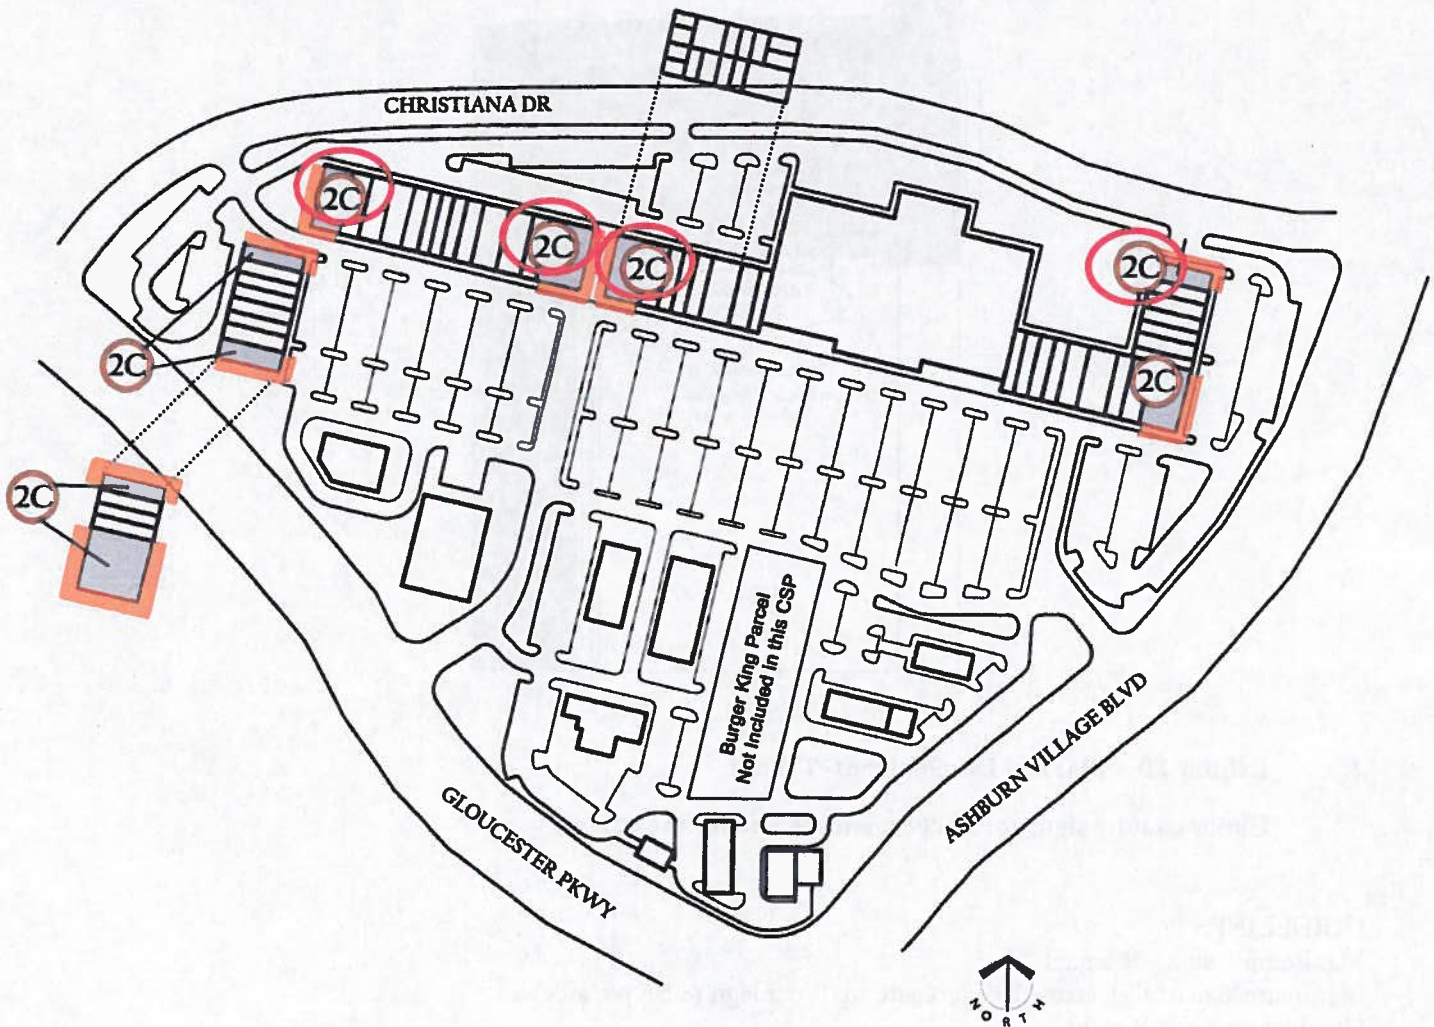 CHRISTIANA DR
2C
2C
2C
2C
2C
2C
2C
Burger King Parcel
Not Included in this CSP
ASHBURN VILLAGE BLVD
GLOUCESTER PKWY
NORTH